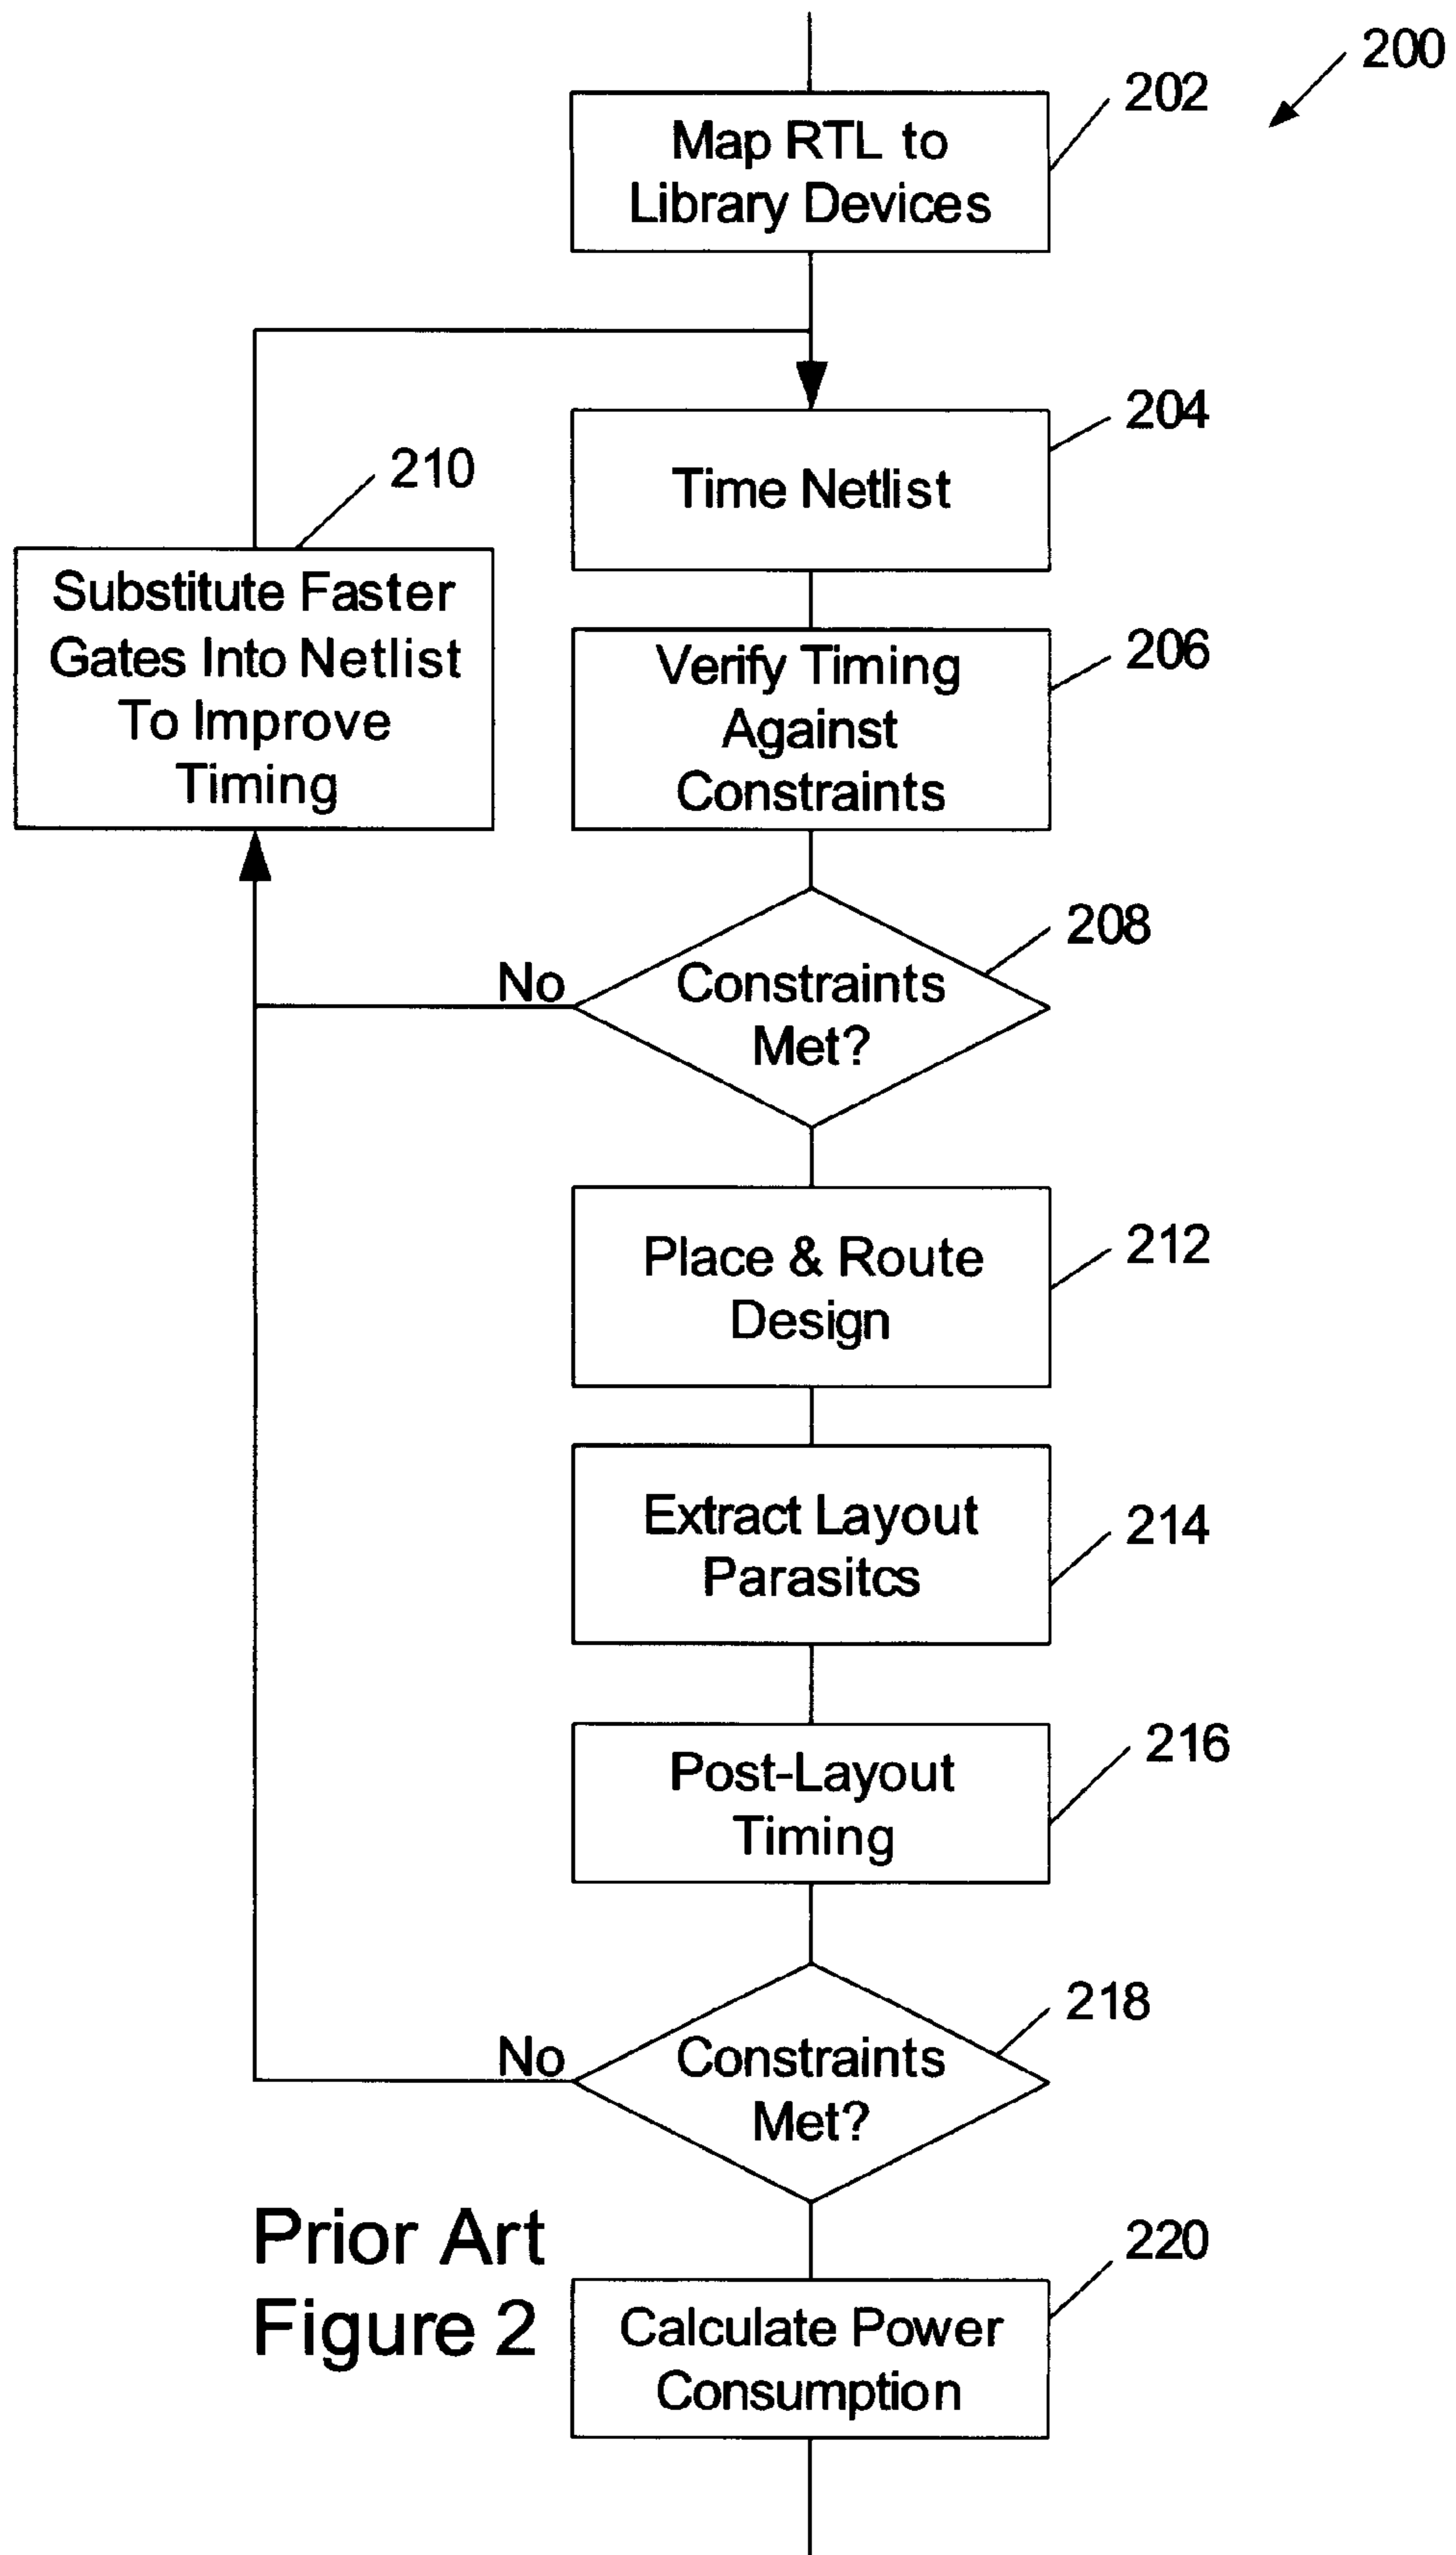 200
202
Map RTL to
Library Devices
204
Time Netlist
210
Substitute Faster
Gates Into Netlist
To Improve
Timing
206
Verify Timing
Against
Constraints
208
No
Constraints
Met?
212
Place & Route
Design
214
Extract Layout
Parasitcs
216
Post-Layout
Timing
218
No
Constraints
Met?
220
Calculate Power
Consumption
Prior Art
Figure 2